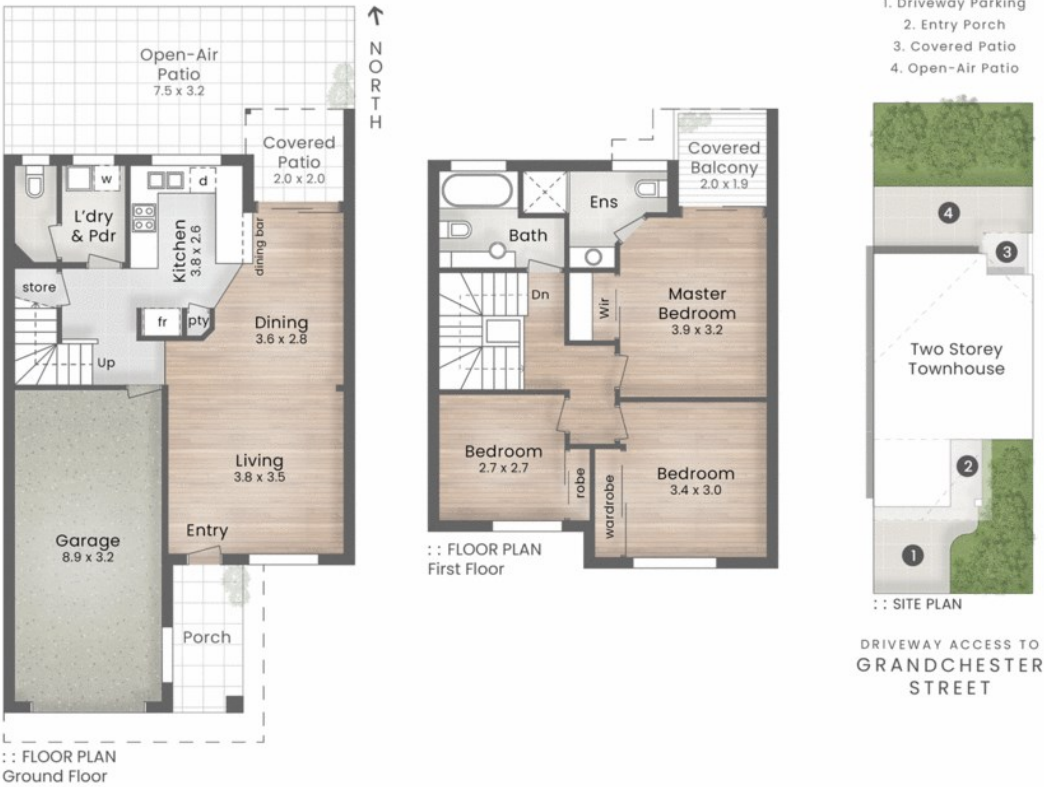 Open-Air
Patio
7.5 x 3.2
NORTH
Covered
Patio
2.0 x 2.0
w
d
L'dry
& Pdr
Kitchen
3.8 x 2.6
dining bar
store
fr
pty
Dining
3.6 x 2.8
Up
Living
3.8 x 3.5
Entry
Garage
8.9 x 3.2
Porch
: : FLOOR PLAN
Ground Floor
Covered
Balcony
2.0 x 1.9
Ens
Bath
Dn
Wir
Master
Bedroom
3.9 x 3.2
Bedroom
2.7 x 2.7
robe
wardrobe
Bedroom
3.4 x 3.0
: : FLOOR PLAN
First Floor
1. Driveway Parking
2. Entry Porch
3. Covered Patio
4. Open-Air Patio
4
3
Two Storey
Townhouse
2
1
: : SITE PLAN
DRIVEWAY ACCESS TO
GRANDCHESTER
STREET